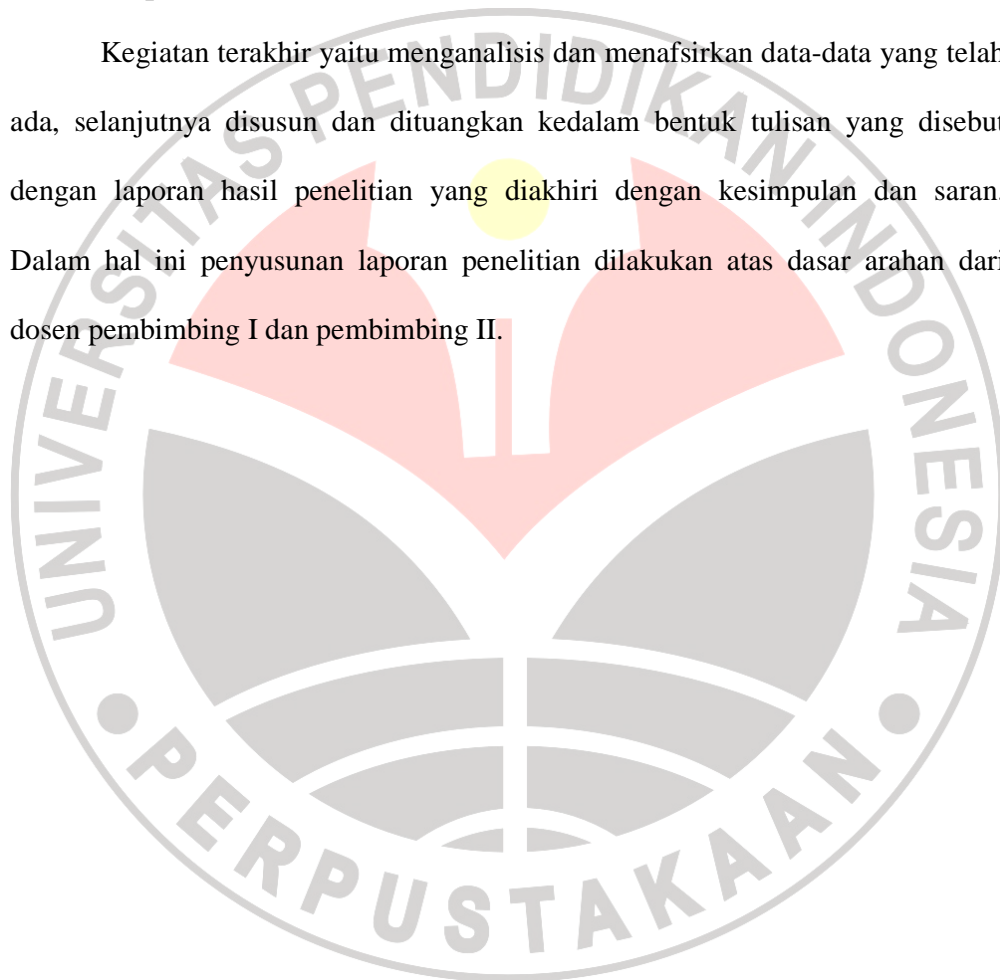 Kegiatan terakhir yaitu menganalisis dan menafsirkan data-data yang telah
ada, selanjutnya disusun dan dituangkan kedalam bentuk tulisan yang disebut
dengan laporan hasil penelitian yang diakhiri dengan kesimpulan dan saran.
Dalam hal ini penyusunan laporan penelitian dilakukan atas dasar arahan dari
dosen pembimbing I dan pembimbing II.
UNIVERSITAS PENDIDIKAN INDONESIA
PERPUSTAKAAN